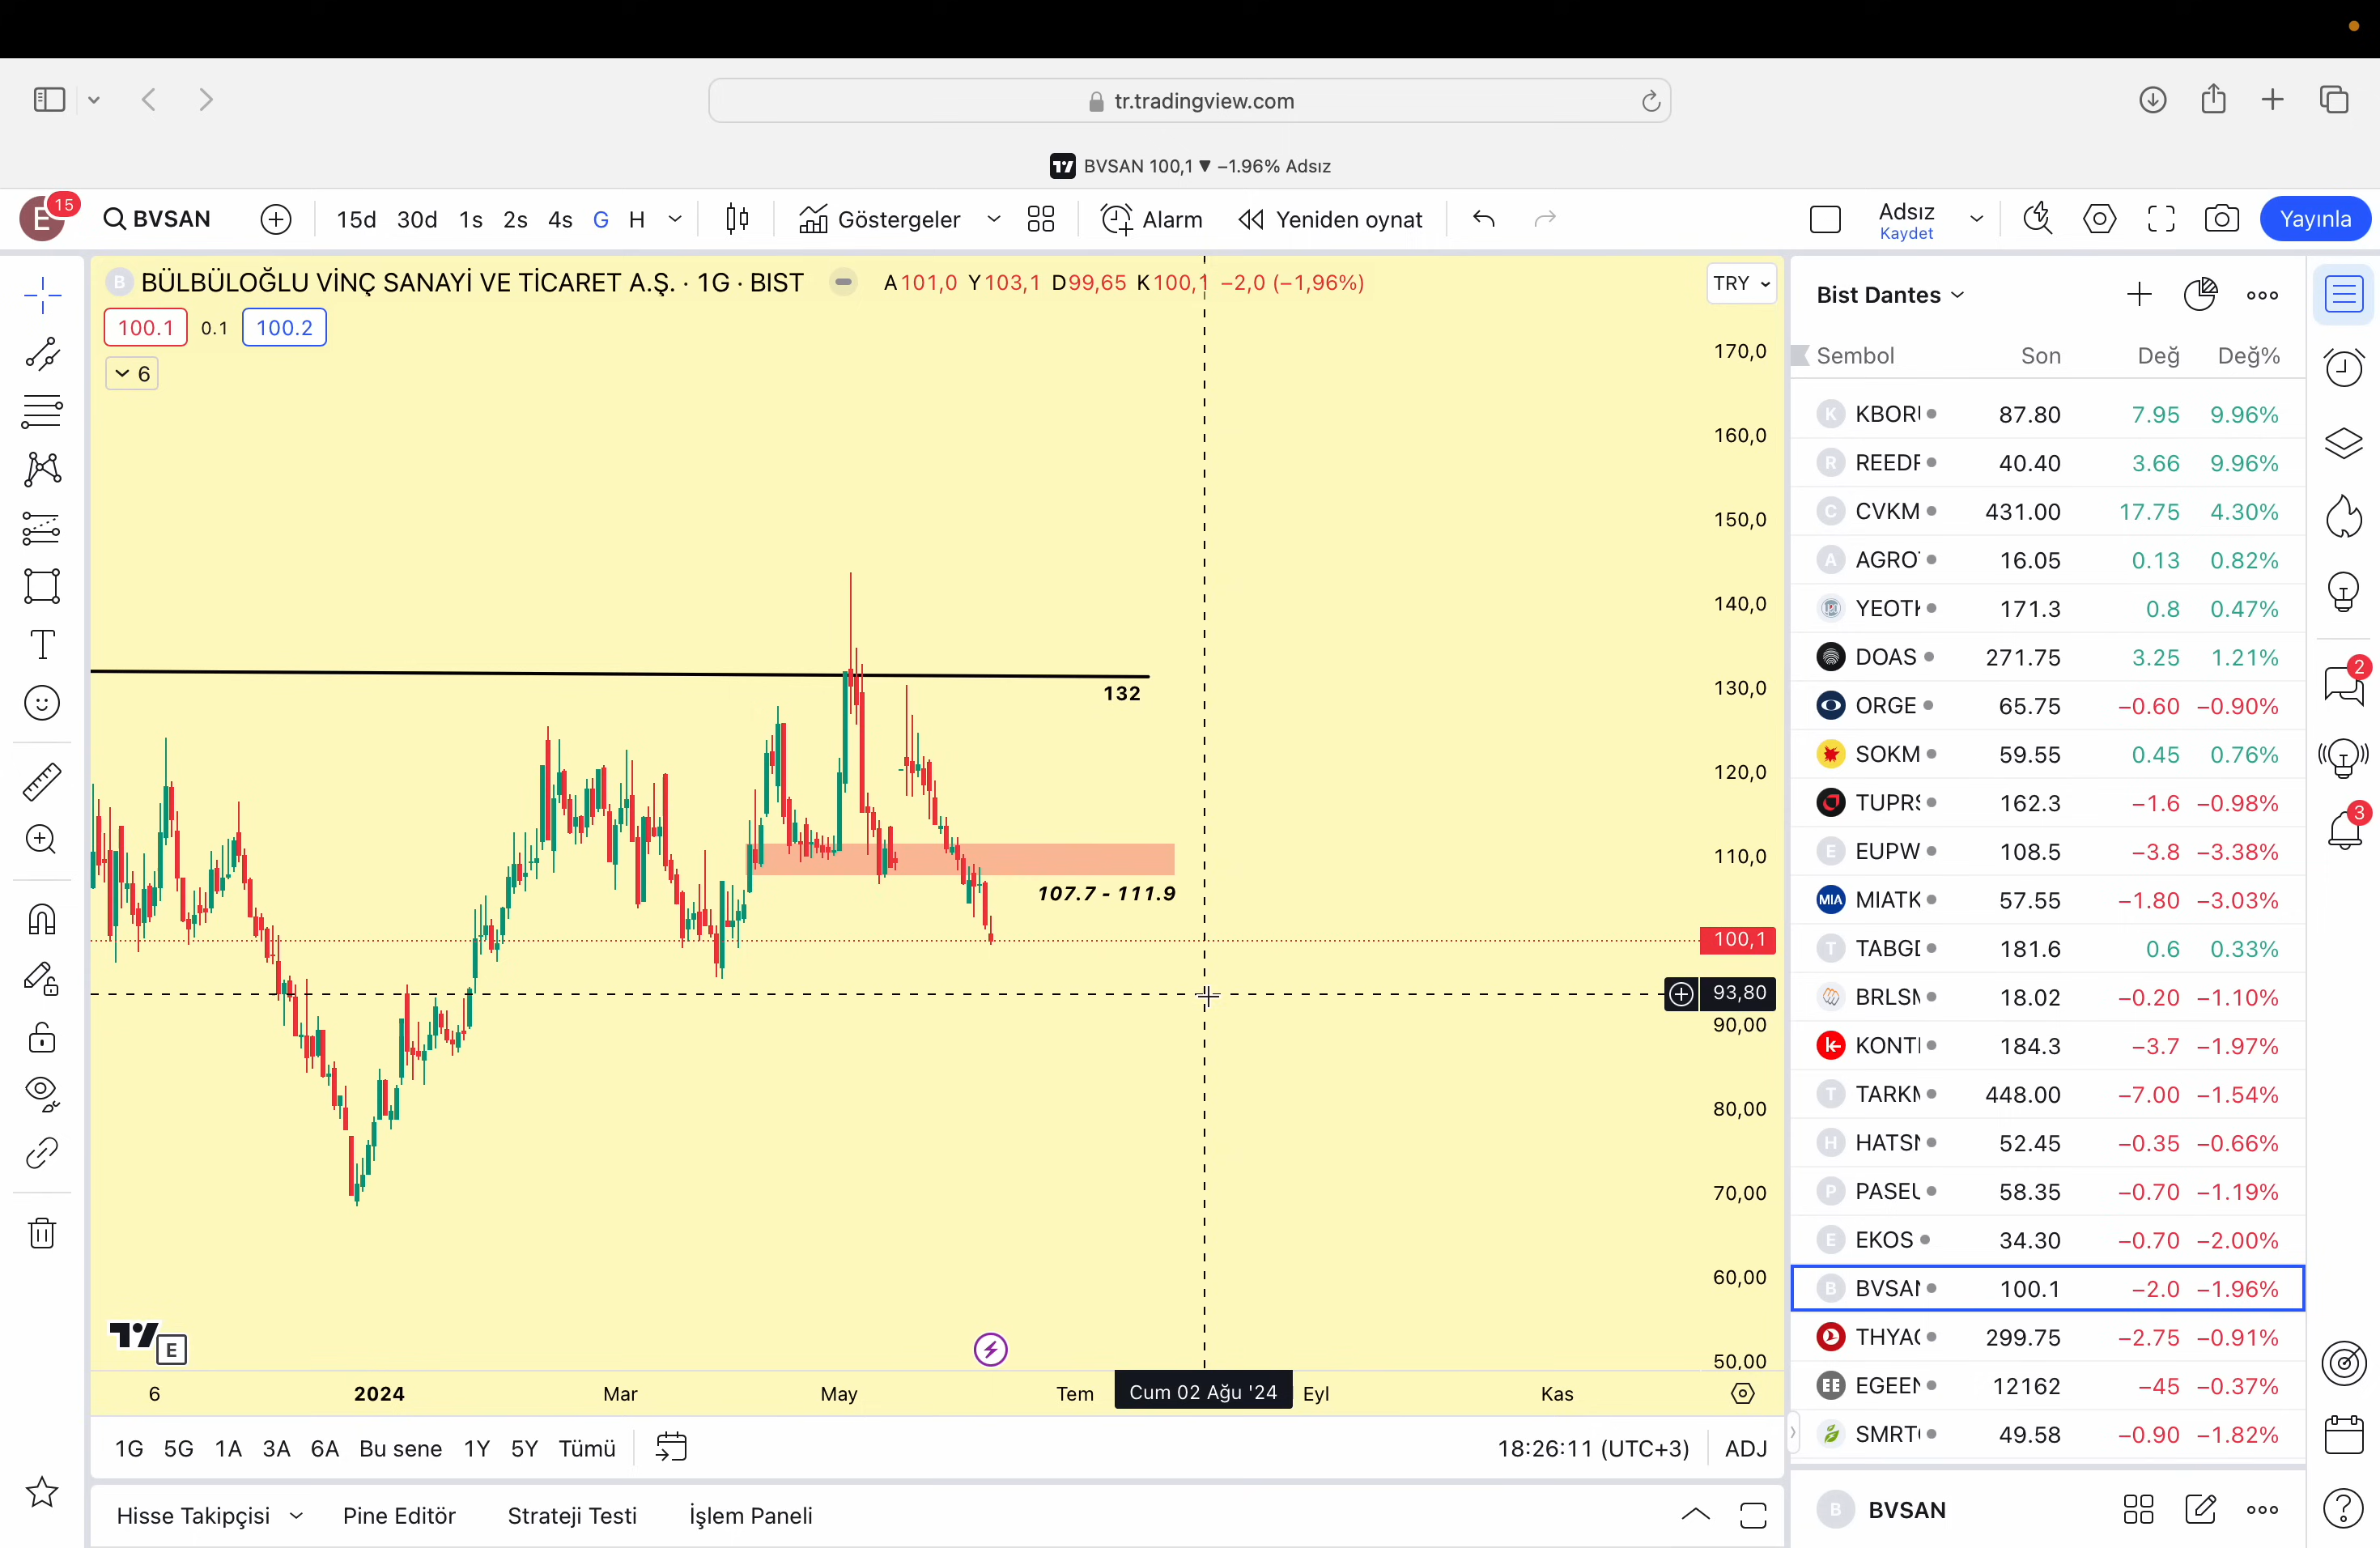 tr.tradingview.com
BVSAN 100,1 ▼ −1.96% Adsız
E 15 BVSAN 15d 30d 1s 2s 4s G H Göstergeler Alarm Yeniden oynat Adsız Kaydet Yayınla
B BÜLBÜLOĞLU VİNÇ SANAYİ VE TİCARET A.Ş. · 1G · BIST A101,0 Y103,1 D99,65 K100,1 −2,0 (−1,96%)
TRY
100.1 0.1 100.2
6
170,0
160,0
150,0
140,0
130,0
120,0
110,0
100,1
93,80
90,00
80,00
70,00
60,00
50,00
132
107.7 - 111.9
E
6 2024 Mar May Tem Cum 02 Ağu '24 Eyl Kas
1G 5G 1A 3A 6A Bu sene 1Y 5Y Tümü 18:26:11 (UTC+3) ADJ
Hisse Takipçisi Pine Editör Strateji Testi İşlem Paneli
Bist Dantes
Sembol Son Değ Değ%
K KBOR 87.80 7.95 9.96%
R REED 40.40 3.66 9.96%
C CVKM 431.00 17.75 4.30%
A AGRO 16.05 0.13 0.82%
YEOT 171.3 0.8 0.47%
DOAS 271.75 3.25 1.21%
ORGE 65.75 −0.60 −0.90%
SOKM 59.55 0.45 0.76%
TUPRS 162.3 −1.6 −0.98%
E EUPW 108.5 −3.8 −3.38%
MIA MIATK 57.55 −1.80 −3.03%
T TABG 181.6 0.6 0.33%
BRLS 18.02 −0.20 −1.10%
KONT 184.3 −3.7 −1.97%
T TARK 448.00 −7.00 −1.54%
H HATS 52.45 −0.35 −0.66%
P PASE 58.35 −0.70 −1.19%
E EKOS 34.30 −0.70 −2.00%
B BVSAN 100.1 −2.0 −1.96%
THYA 299.75 −2.75 −0.91%
EE EGEEN 12162 −45 −0.37%
SMRT 49.58 −0.90 −1.82%
B BVSAN
2
3